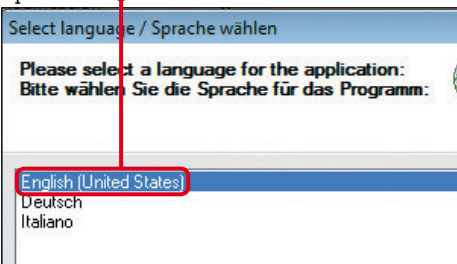 Select language / Sprache wählen
Please select a language for the application:
Bitte wählen Sie die Sprache für das Programm:
English (United States)
Deutsch
Italiano